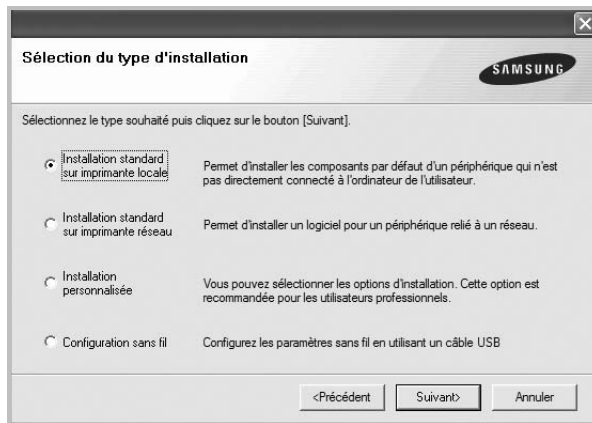 Sélection du type d'installation
SAMSUNG
Sélectionnez le type souhaité puis cliquez sur le bouton [Suivant].
Installation standard
sur imprimante locale
Permet d'installer les composants par défaut d'un périphérique qui n'est
pas directement connecté à l'ordinateur de l'utilisateur.
Installation standard
sur imprimante réseau
Permet d'installer un logiciel pour un périphérique relié à un réseau.
Installation
personnalisée
Vous pouvez sélectionner les options d'installation. Cette option est
recommandée pour les utilisateurs professionnels.
Configuration sans fil
Configurez les paramètres sans fil en utilisant un câble USB
<Précédent
Suivant>
Annuler